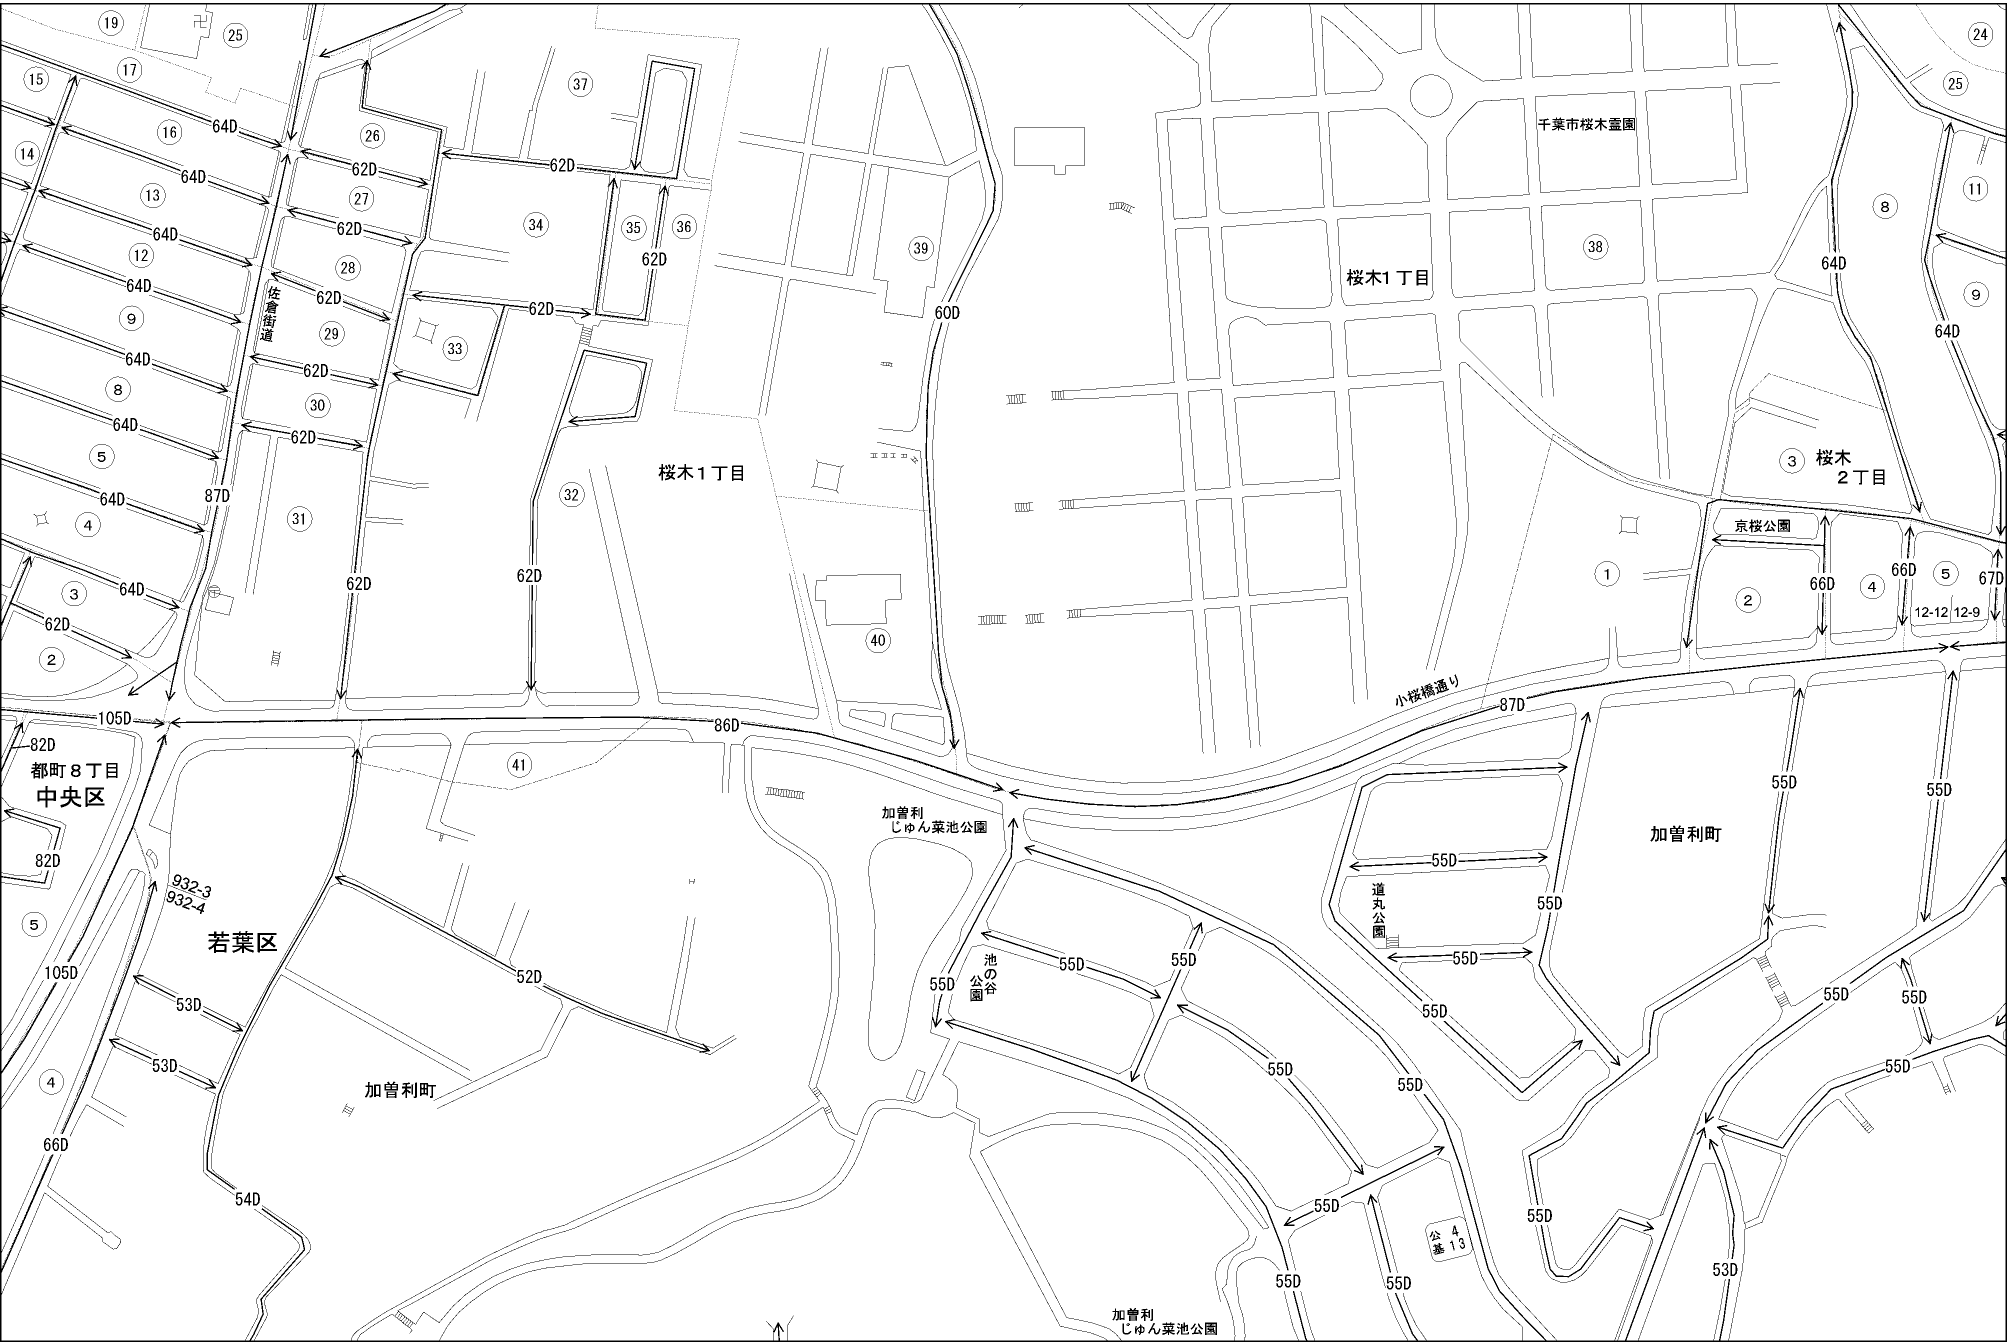 19
25
24
17
25
15
37
64D
26
千葉市桜木霊園
16
14
62D
62D
64D
11
13
27
8
34
35
36
64D
62D
39
38
12
28
62D
64D
桜木1丁目
64D
62D
佐倉街道
62D
60D
9
9
29
64D
33
64D
62D
8
30
64D
62D
桜木１丁目
3
桜木
２丁目
5
87D
32
64D
31
4
京桜公園
62D
62D
1
66D
66D
5
67D
64D
3
2
4
12-12
12-9
62D
2
40
小桜橋通り
87D
105D
86D
82D
都町８丁目
中央区
41
55D
55D
加曽利
じゅん菜池公園
加曽利町
82D
55D
932-3
932-4
道丸公園
55D
5
若葉区
55D
55D
池の谷
公園
55D
105D
52D
55D
55D
55D
53D
55D
53D
55D
55D
55D
4
加曽利町
66D
54D
55D
55D
公 4
基 13
55D
55D
53D
加曽利
じゅん菜池公園